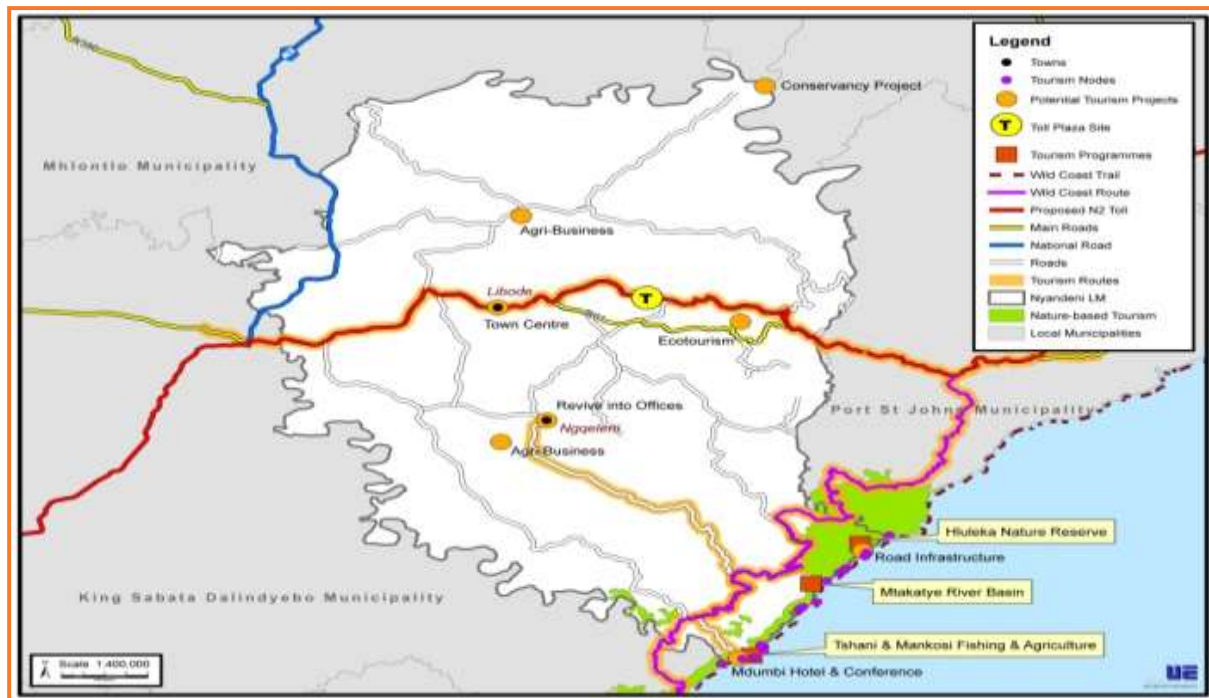 Legend
Towns
Tourism Nodes
Potential Tourism Projects
T
Toll Plaza Site
Tourism Programmes
Wild Coast Trail
Wild Coast Route
Proposed N2 Toll
Main Roads
National Road
Roads
Tourism Routes
Nyandeni LM
Nature-based Tourism
Local Municipalities
Conservancy Project
Mhlontlo Municipality
Agri-Business
Libode
T
Town Centre
Ecotourism
Revive into Offices
Port St Johns Municipality
Ngqeleni
Agri-Business
Hluleka Nature Reserve
Road Infrastructure
Mtakatye River Basin
King Sabata Dalindyebo Municipality
Tshani & Mankosi Fishing & Agriculture
Mdumbi Hotel & Conference
Scale 1:400,000